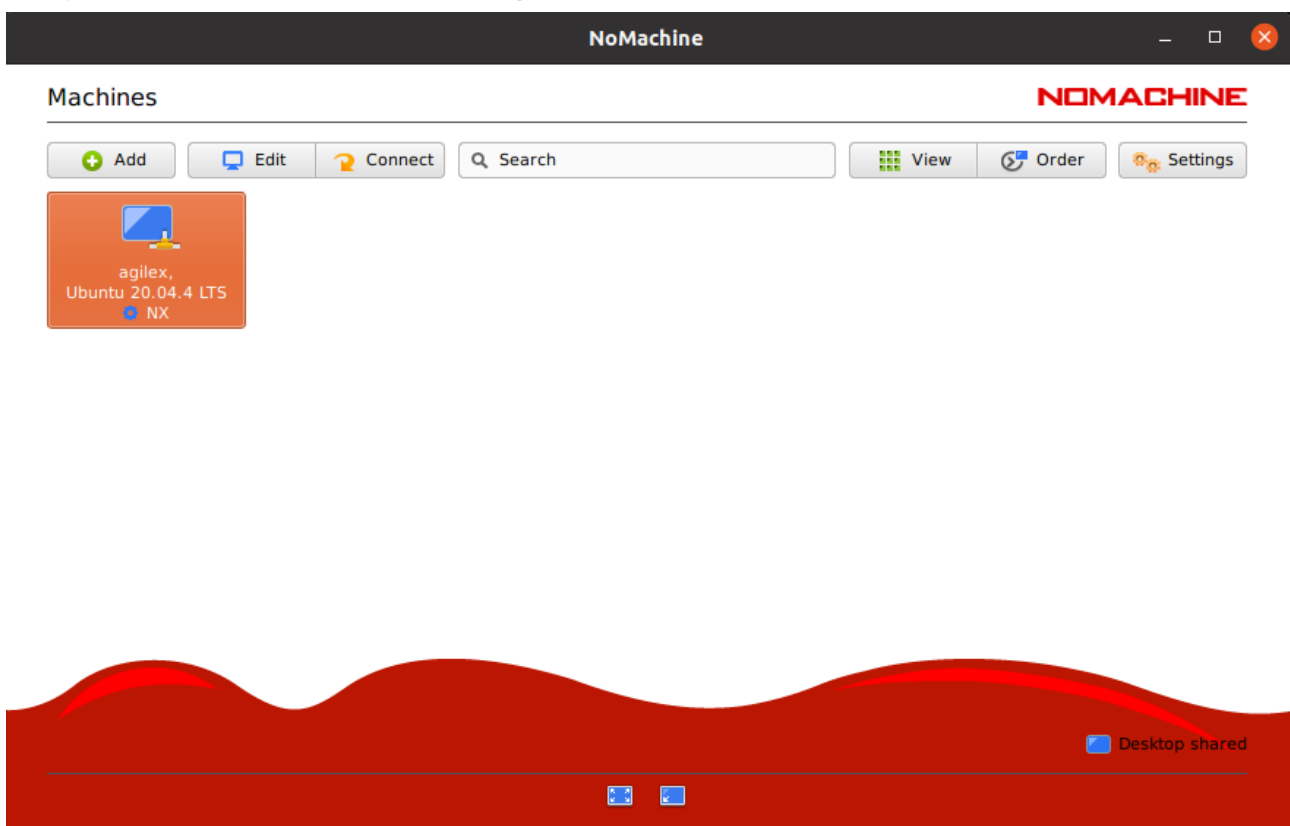 NoMachine
Machines
NOMACHINE
Add
Edit
Connect
Search
View
Order
Settings
agilex,
Ubuntu 20.04.4 LTS
NX
Desktop shared